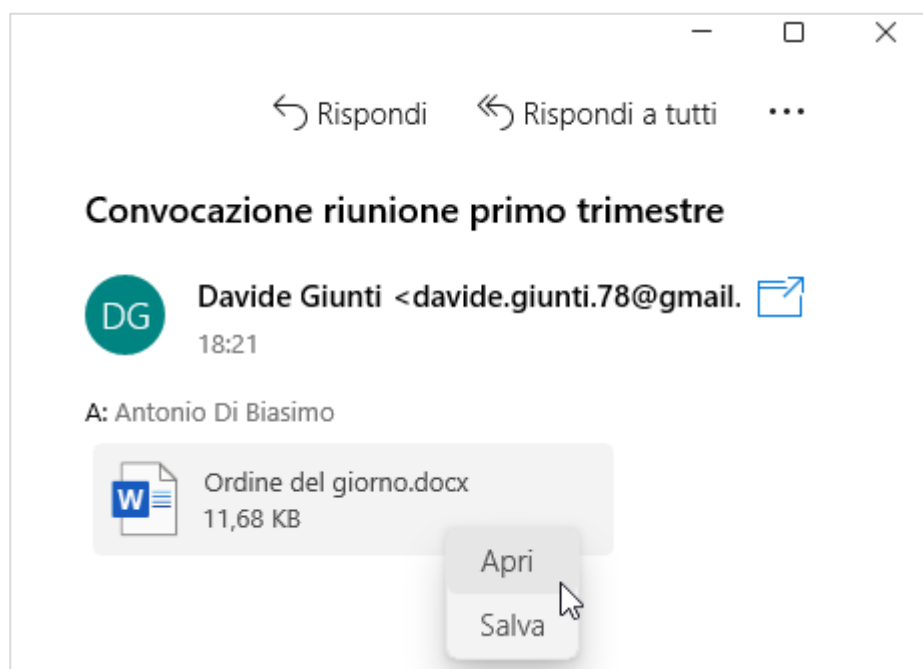 Rispondi Rispondi a tutti
Convocazione riunione primo trimestre
DG
Davide Giunti <davide.giunti.78@gmail.
18:21
A: Antonio Di Biasimo
W
Ordine del giorno.docx
11,68 KB
Apri
Salva